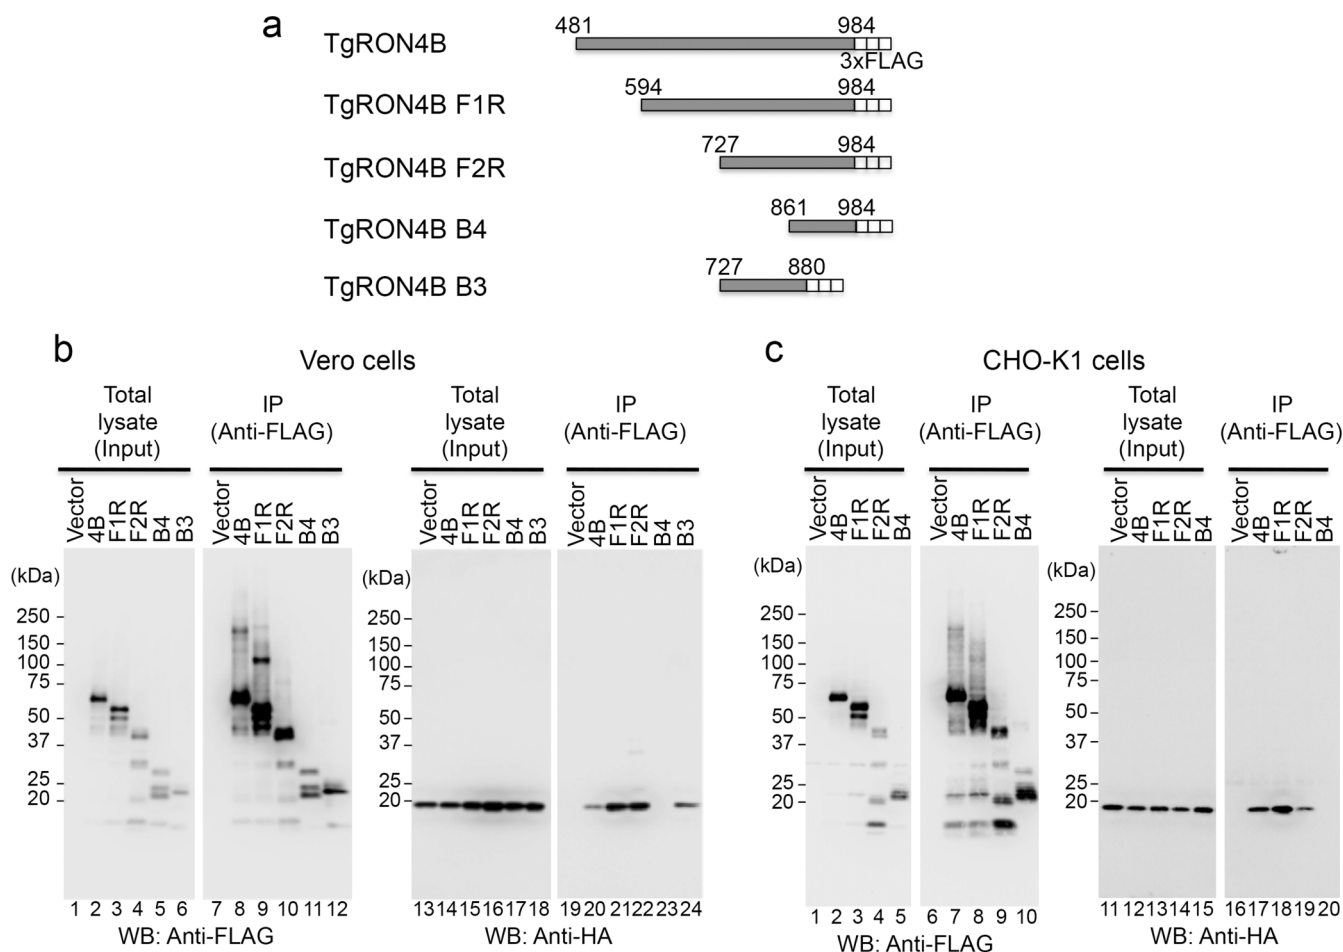 a
TgRON4B
481
984
3xFLAG
TgRON4B F1R
594
984
TgRON4B F2R
727
984
TgRON4B B4
861
984
TgRON4B B3
727
880
b
Vero cells
Total
lysate
(Input)
IP
(Anti-FLAG)
Total
lysate
(Input)
IP
(Anti-FLAG)
Vector
4B
F1R
F2R
B4
B3
Vector
4B
F1R
F2R
B4
B3
Vector
4B
F1R
F2R
B4
B3
Vector
4B
F1R
F2R
B4
B3
(kDa)
250
150
100
75
50
37
25
20
(kDa)
250
150
100
75
50
37
25
20
1 2 3 4 5 6 7 8 9 10 11 12
13 14 15 16 17 18 19 20 21 22 23 24
WB: Anti-FLAG
WB: Anti-HA
c
CHO-K1 cells
Total
lysate
(Input)
IP
(Anti-FLAG)
Total
lysate
(Input)
IP
(Anti-FLAG)
Vector
4B
F1R
F2R
B4
Vector
4B
F1R
F2R
B4
Vector
4B
F1R
F2R
B4
Vector
4B
F1R
F2R
B4
(kDa)
250
150
100
75
50
37
25
20
(kDa)
250
150
100
75
50
37
25
20
1 2 3 4 5 6 7 8 9 10
11 12 13 14 15 16 17 18 19 20
WB: Anti-FLAG
WB: Anti-HA